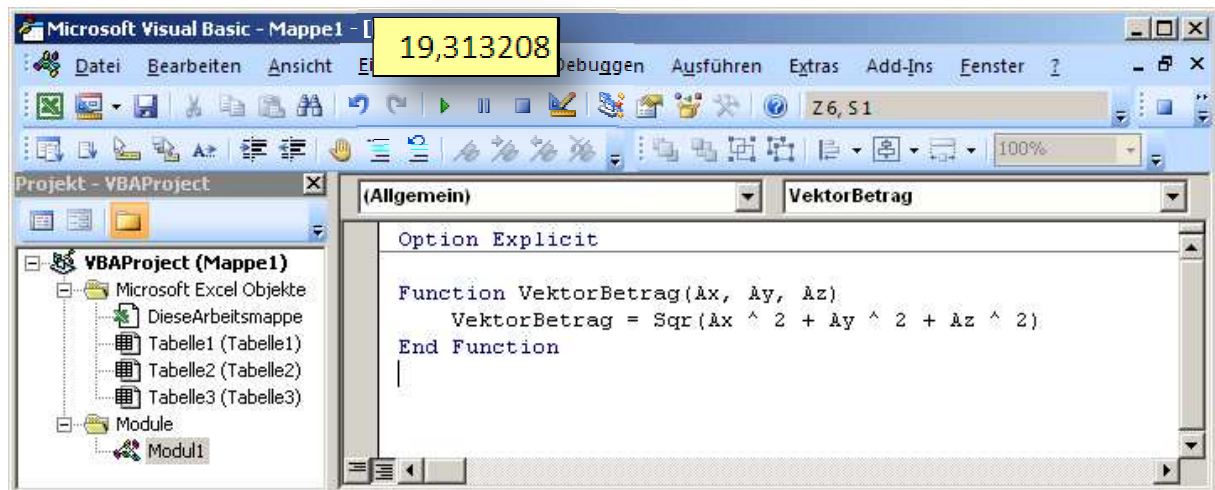 Microsoft Visual Basic - Mappe1 - [
19,313208
Datei Bearbeiten Ansicht Debuggen Ausführen Extras Add-Ins Fenster ?
Z 6, S 1
100%
Projekt - VBAProject
(Allgemein) VektorBetrag
VBAProject (Mappe1)
Microsoft Excel Objekte
DieseArbeitsmappe
Tabelle1 (Tabelle1)
Tabelle2 (Tabelle2)
Tabelle3 (Tabelle3)
Module
Modul1
Option Explicit
Function VektorBetrag(Ax, Ay, Az)
VektorBetrag = Sqr(Ax ^ 2 + Ay ^ 2 + Az ^ 2)
End Function